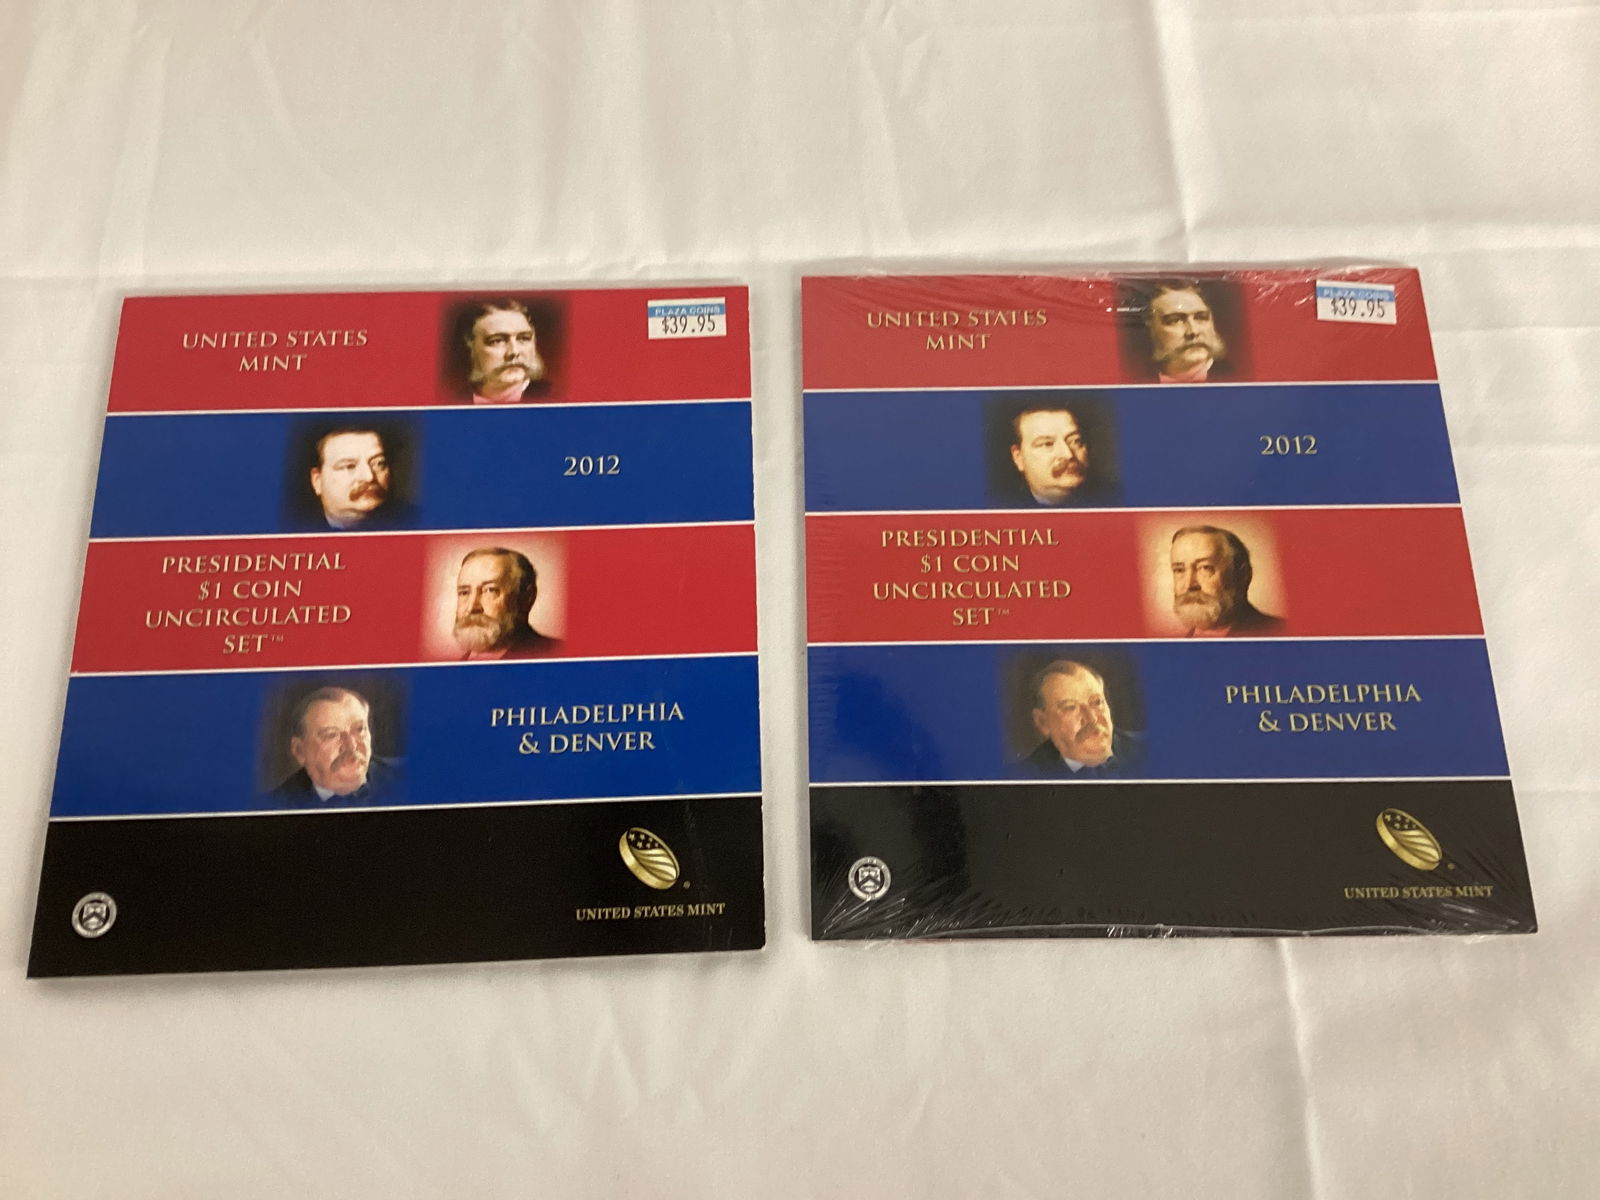 UNITED STATES
MINT
PLAZA COINS
$39.95
2012
PRESIDENTIAL
$1 COIN
UNCIRCULATED
SET™
PHILADELPHIA
& DENVER
®
UNITED STATES MINT
UNITED STATES
MINT
PLAZA COINS
$39.95
2012
PRESIDENTIAL
$1 COIN
UNCIRCULATED
SET™
PHILADELPHIA
& DENVER
UNITED STATES MINT